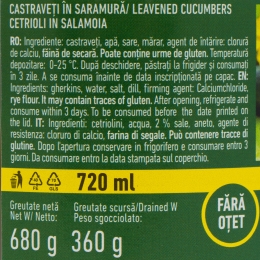 CASTRAVEȚI ÎN SARAMURĂ/ LEAVENED CUCUMBERS
CETRIOLI IN SALAMOIA
RO: Ingrediente: castraveți, apă, sare, mărar, agent de întărire: clorură
de calciu, făină de secară. Poate conține urme de gluten. Temperatura
depozitare: 0-25 °C. După deschidere, păstrați la frigider și consumați
în 3 zile. A se consuma înainte de data inscripționată pe capac. EN:
Ingredients: gherkins, water, salt, dill, firming agent: Calciumchloride,
rye flour. It may contain traces of gluten. After opening, refrigerate and
consume within 3 days. To be consumed before the date printed on
the lid. IT: Ingredienti: cetriolini, acqua, 2 % sale, aneto, agente di
indurimento: cloruro di calcio, farina di segale. Può contenere tracce di
glutine. Dopo l'apertura conservare in frigorifero e consumare entro 3
giorni. Da consumare entro la data stampata sul coperchio.
PE
FE
GLS
720 ml
Greutate netă
Net W/ Netto:
680 g
Greutate scursă/Drained W
Peso sgocciolato:
360 g
FĂRĂ
OȚET